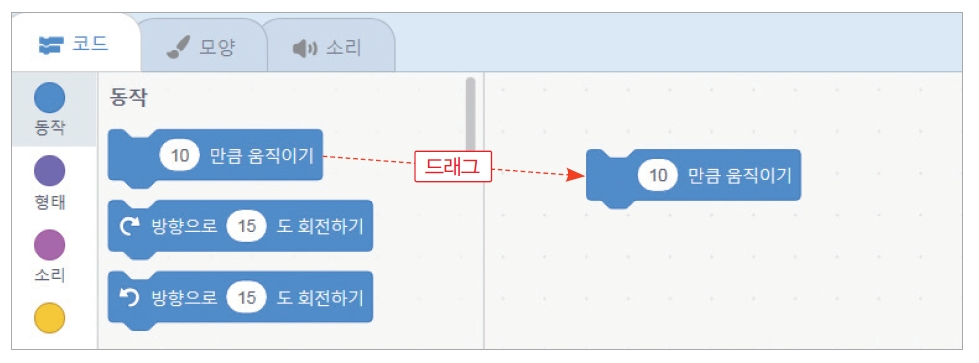 코드 모양 소리
동작
동작
10 만큼 움직이기
드래그
10 만큼 움직이기
형태
방향으로 15 도 회전하기
소리
방향으로 15 도 회전하기